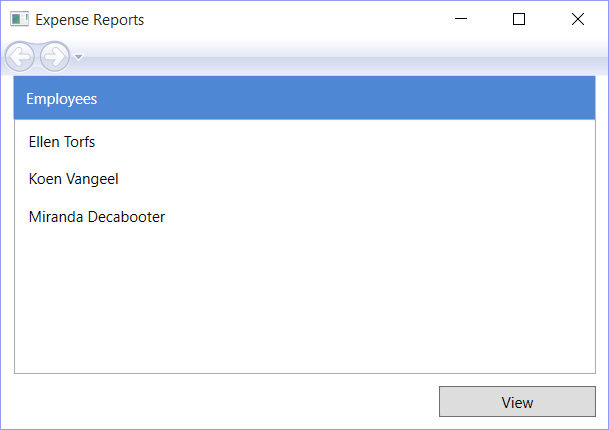 Expense Reports
Employees
Ellen Torfs
Koen Vangeel
Miranda Decabooter
View